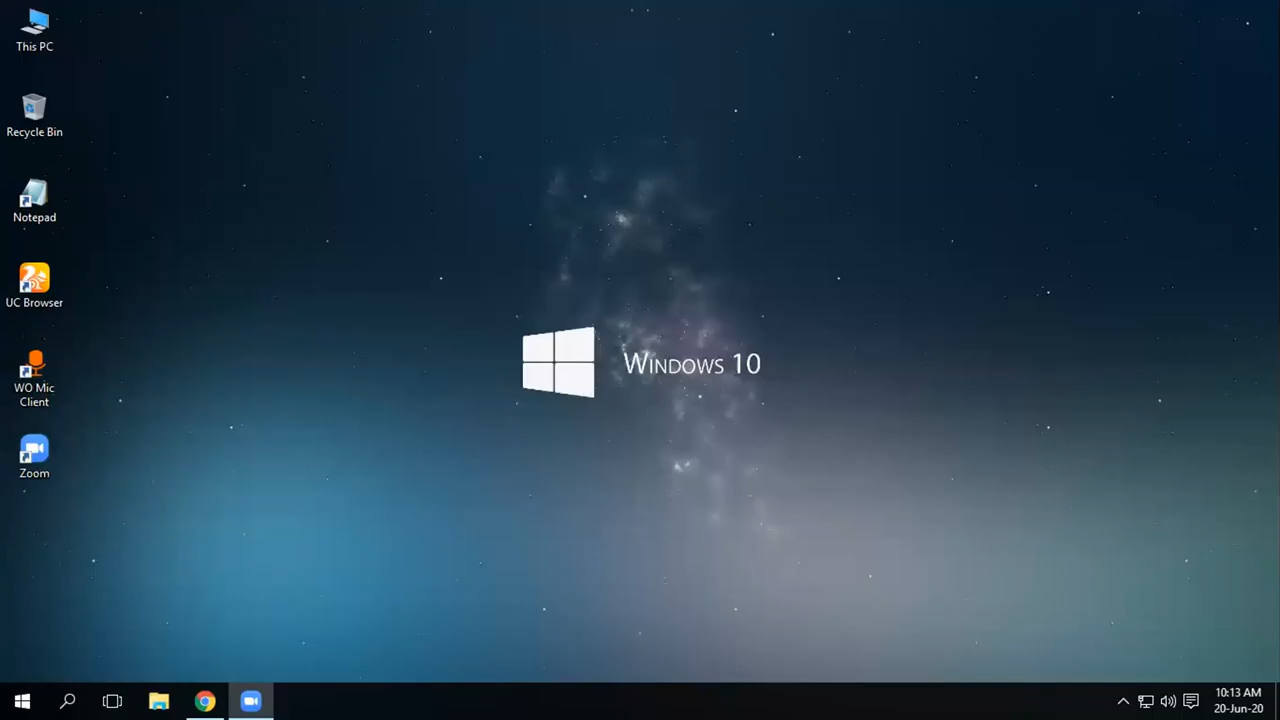 This PC
Recycle Bin
Notepad
UC Browser
WO Mic
Client
Zoom
WINDOWS 10
10:13 AM
20-Jun-20